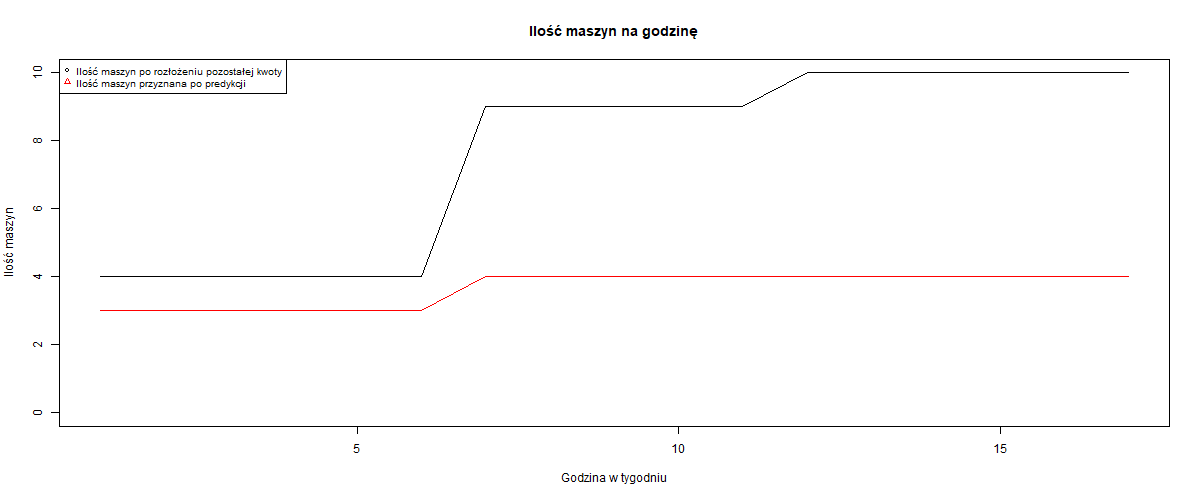 Ilość maszyn na godzinę
Ilość maszyn po rozłożeniu pozostałej kwoty
Ilość maszyn przyznana po predykcji
10
8
6
4
2
0
Ilość maszyn
5 10 15
Godzina w tygodniu